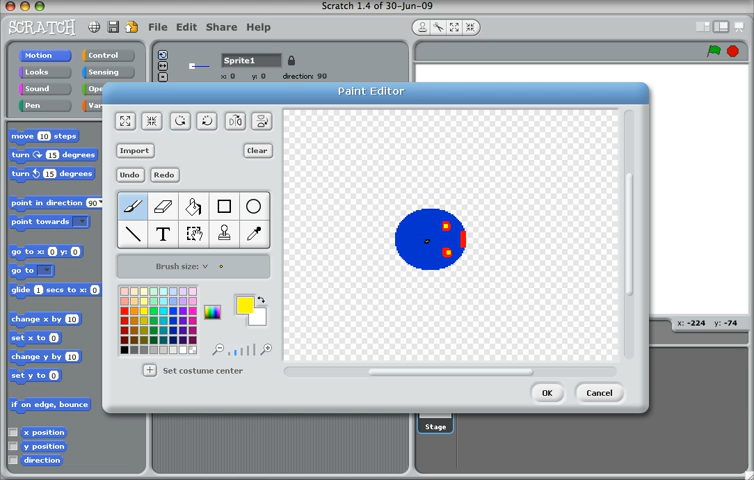 Scratch 1.4 of 30-Jun-09
SCRATCH File Edit Share Help
Motion Control
Looks Sensing
Sound
Pen
Sprite1
x: 0 y: 0 direction: 90
Paint Editor
Import Clear
Undo Redo
Brush size:
Set costume center
OK Cancel
move 10 steps
turn 15 degrees
turn 15 degrees
point in direction 90
point towards
go to x: 0 y: 0
go to
glide 1 secs to x: 0
change x by 10
set x to 0
change y by 10
set y to 0
if on edge, bounce
x position
y position
direction
x: -224 y: -74
Stage